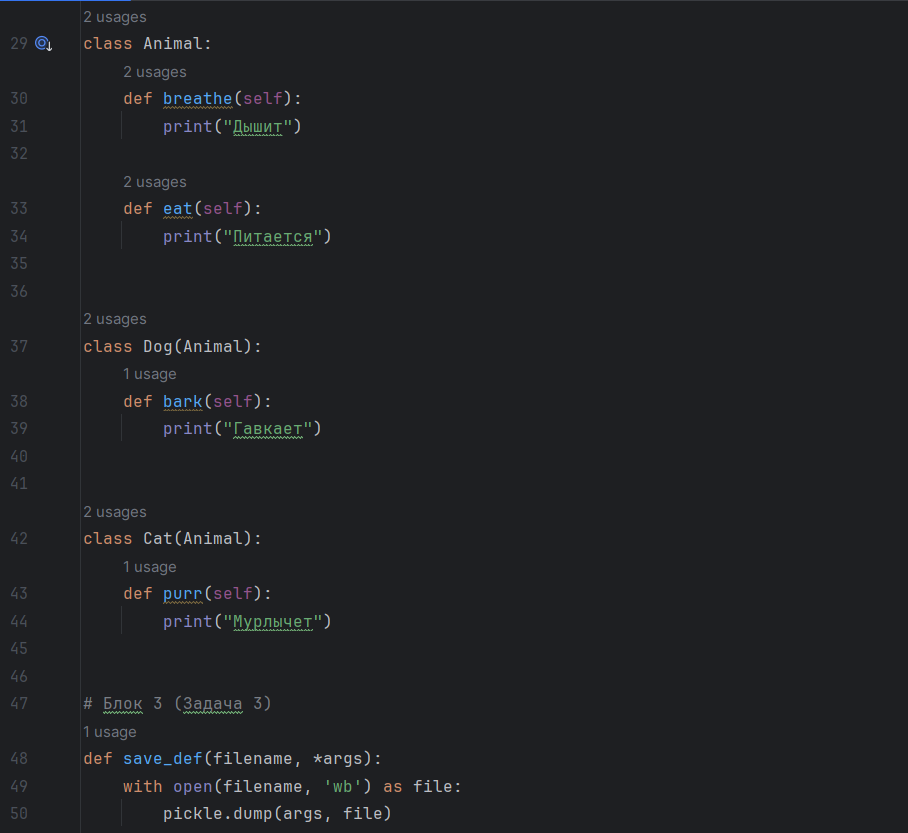 2 usages
29 class Animal:
2 usages
30 def breathe(self):
31 print("Дышит")
32
2 usages
33 def eat(self):
34 print("Питается")
35
36
2 usages
37 class Dog(Animal):
1 usage
38 def bark(self):
39 print("Гавкает")
40
41
2 usages
42 class Cat(Animal):
1 usage
43 def purr(self):
44 print("Мурлычет")
45
46
47 # Блок 3 (Задача 3)
1 usage
48 def save_def(filename, *args):
49 with open(filename, 'wb') as file:
50 pickle.dump(args, file)